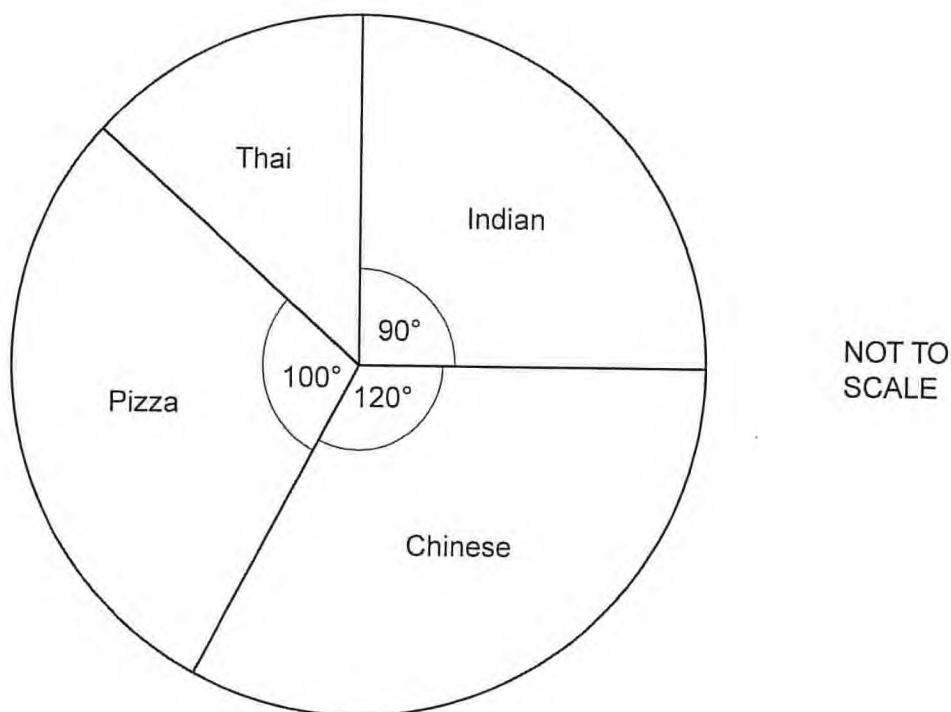 Thai
Indian
90°
100°
120°
Pizza
Chinese
NOT TO
SCALE